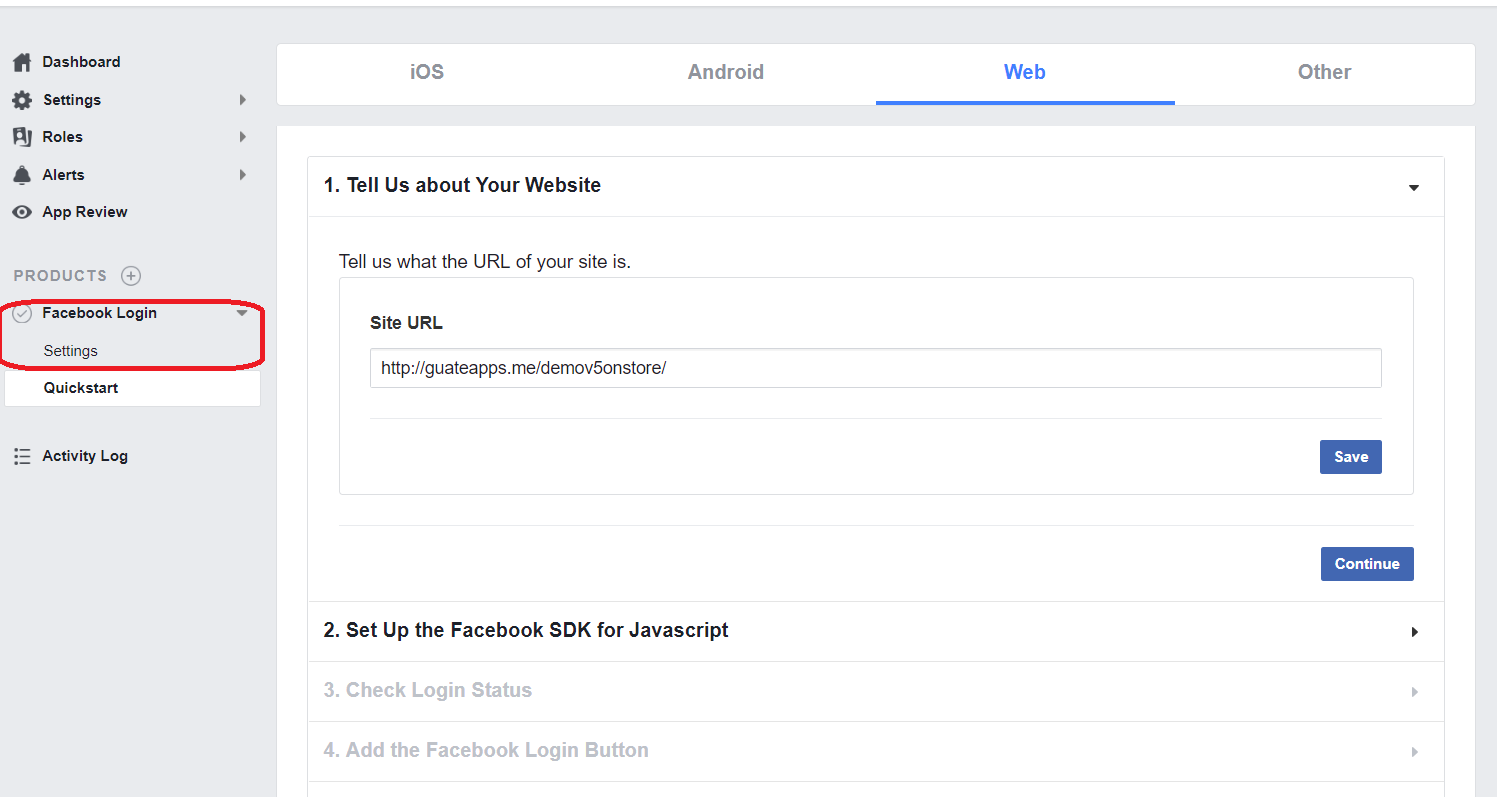 Dashboard
Settings
Roles
Alerts
App Review
PRODUCTS
Facebook Login
Settings
Quickstart
Activity Log
iOS Android Web Other
1. Tell Us about Your Website
Tell us what the URL of your site is.
Site URL
http://guateapps.me/demov5onstore/
Save
Continue
2. Set Up the Facebook SDK for Javascript
3. Check Login Status
4. Add the Facebook Login Button